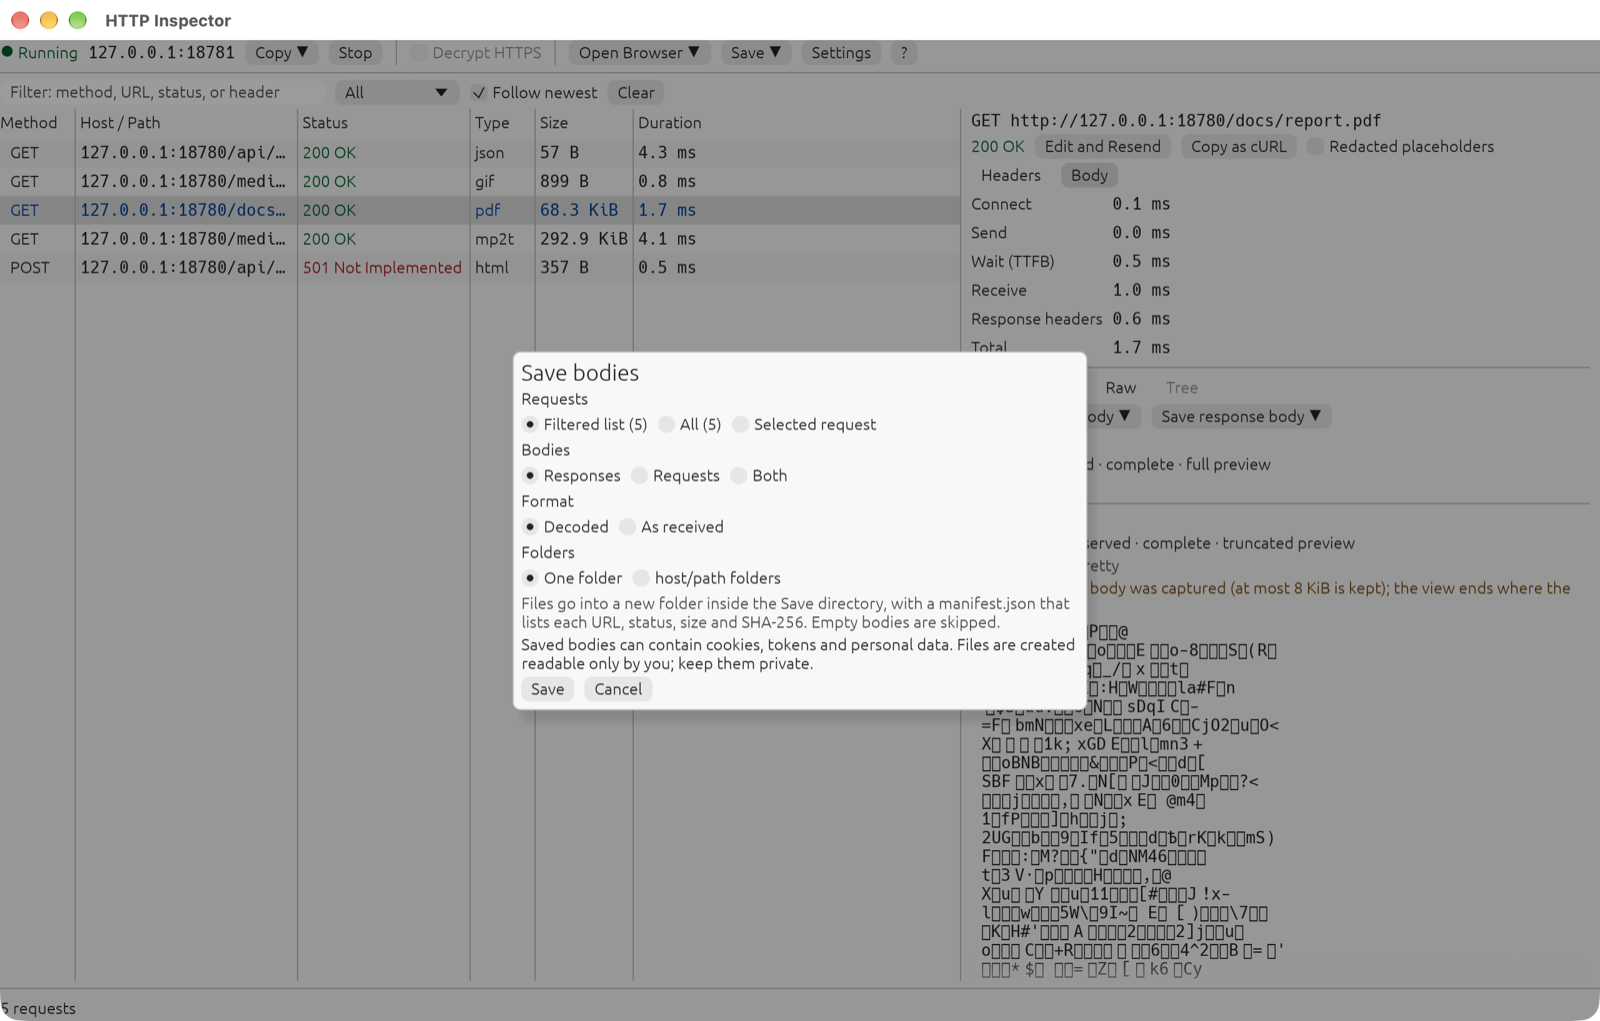 HTTP Inspector
Running 127.0.0.1:18781 Copy ▼ Stop Decrypt HTTPS Open Browser ▼ Save ▼ Settings ?
Filter: method, URL, status, or header All ▼ ✓ Follow newest Clear
Method Host / Path Status Type Size Duration
GET 127.0.0.1:18780/api/… 200 OK json 57 B 4.3 ms
GET 127.0.0.1:18780/medi… 200 OK gif 899 B 0.8 ms
GET 127.0.0.1:18780/docs… 200 OK pdf 68.3 KiB 1.7 ms
GET 127.0.0.1:18780/medi… 200 OK mp2t 292.9 KiB 4.1 ms
POST 127.0.0.1:18780/api/… 501 Not Implemented html 357 B 0.5 ms
GET http://127.0.0.1:18780/docs/report.pdf
200 OK Edit and Resend Copy as cURL Redacted placeholders
Headers Body
Connect 0.1 ms
Send 0.0 ms
Wait (TTFB) 0.5 ms
Receive 1.0 ms
Response headers 0.6 ms
Total 1.7 ms
Raw Tree
ody ▼ Save response body ▼
· complete · full preview
erved · complete · truncated preview
etty
body was captured (at most 8 KiB is kept); the view ends where the
Save bodies
Requests
Filtered list (5) All (5) Selected request
Bodies
Responses Requests Both
Format
Decoded As received
Folders
One folder host/path folders
Files go into a new folder inside the Save directory, with a manifest.json that
lists each URL, status, size and SHA-256. Empty bodies are skipped.
Saved bodies can contain cookies, tokens and personal data. Files are created
readable only by you; keep them private.
Save Cancel
5 requests